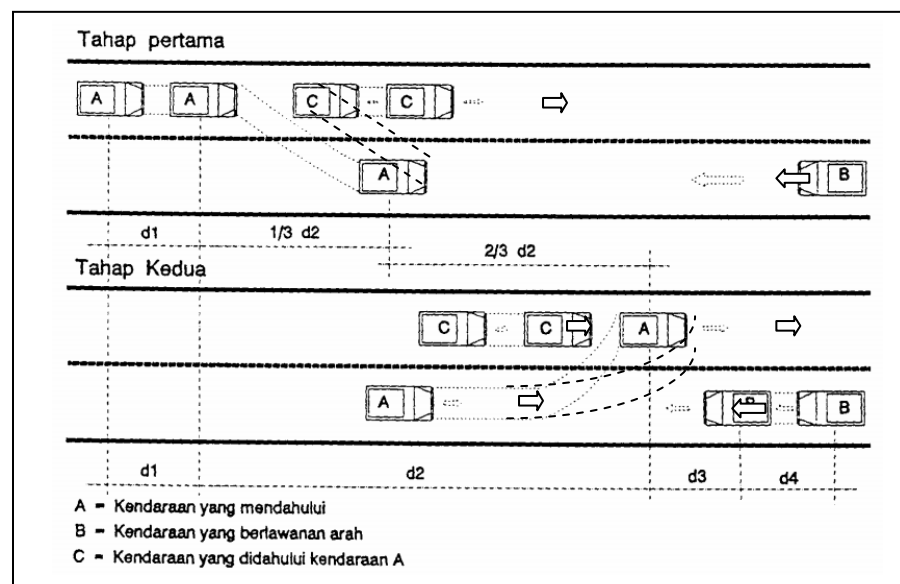 Tahap pertama
A A C C
A B
d1 1/3 d2
2/3 d2
Tahap Kedua
C C A
A B B
d1 d2 d3 d4
A = Kendaraan yang mendahului
B = Kendaraan yang berlawanan arah
C = Kendaraan yang didahului kendaraan A